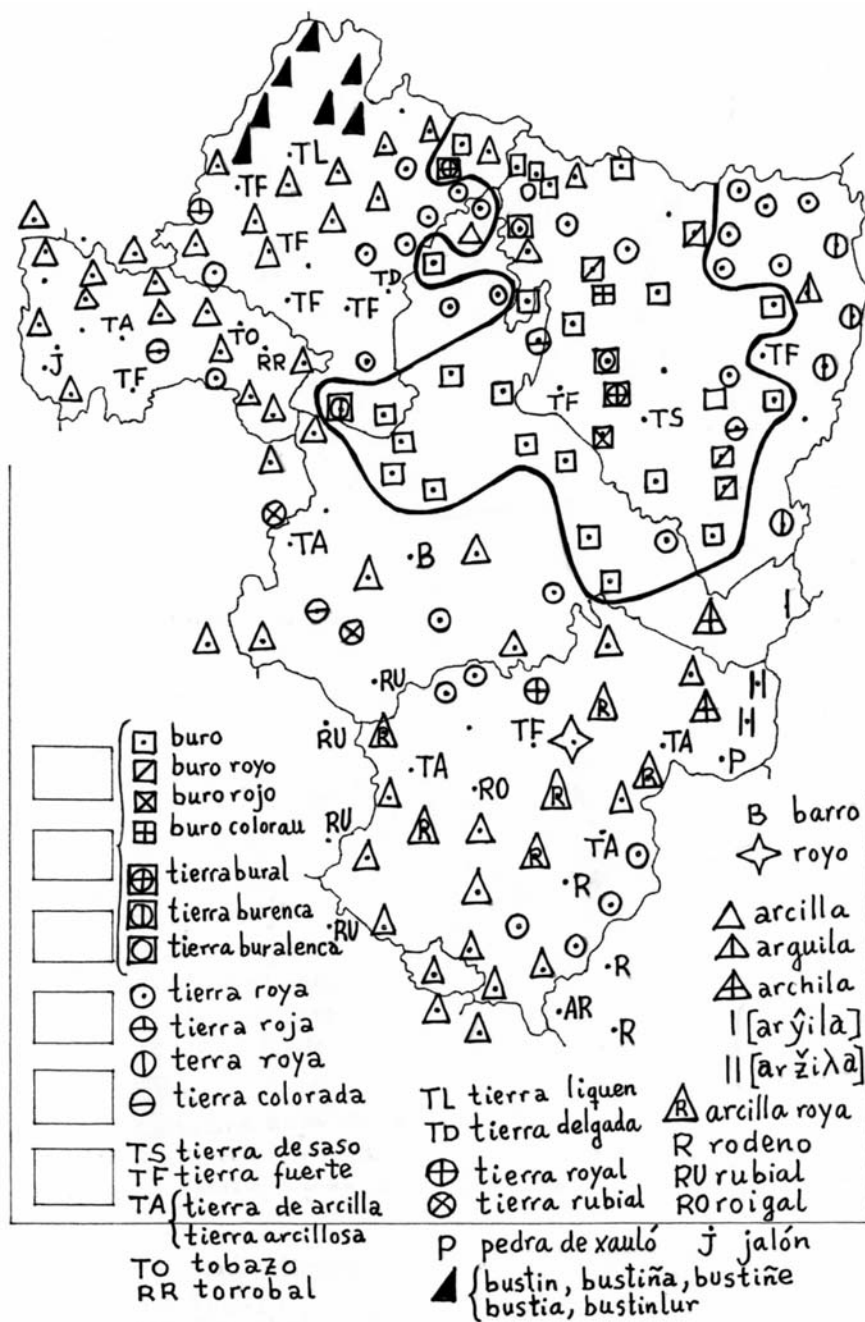 TL
TF
TF
TD
TF
TF
TA
TO
J
RR
TF
TF
TF
TS
TA
B
RU
R
RU
R
TF
TA
P
TA
RO
R
R
RU
R
R
TA
R
RU
R
AR
R
buro
buro royo
buro rojo
buro colorau
tierra bural
tierra burenca
tierra buralenca
tierra roya
tierra roja
terra roya
tierra colorada
TS tierra de saso
TF tierra fuerte
TA { tierra de arcilla
tierra arcillosa
TO tobazo
RR torrobal
TL tierra liquen
TD tierra delgada
tierra royal
tierra rubial
P pedra de xauló
J jalón
bustin, bustiña, bustiñe
bustia, bustinlur
B barro
royo
arcilla
arguila
archila
| [arŷila]
|| [aržiλa]
R arcilla roya
R rodeno
RU rubial
RO roigal